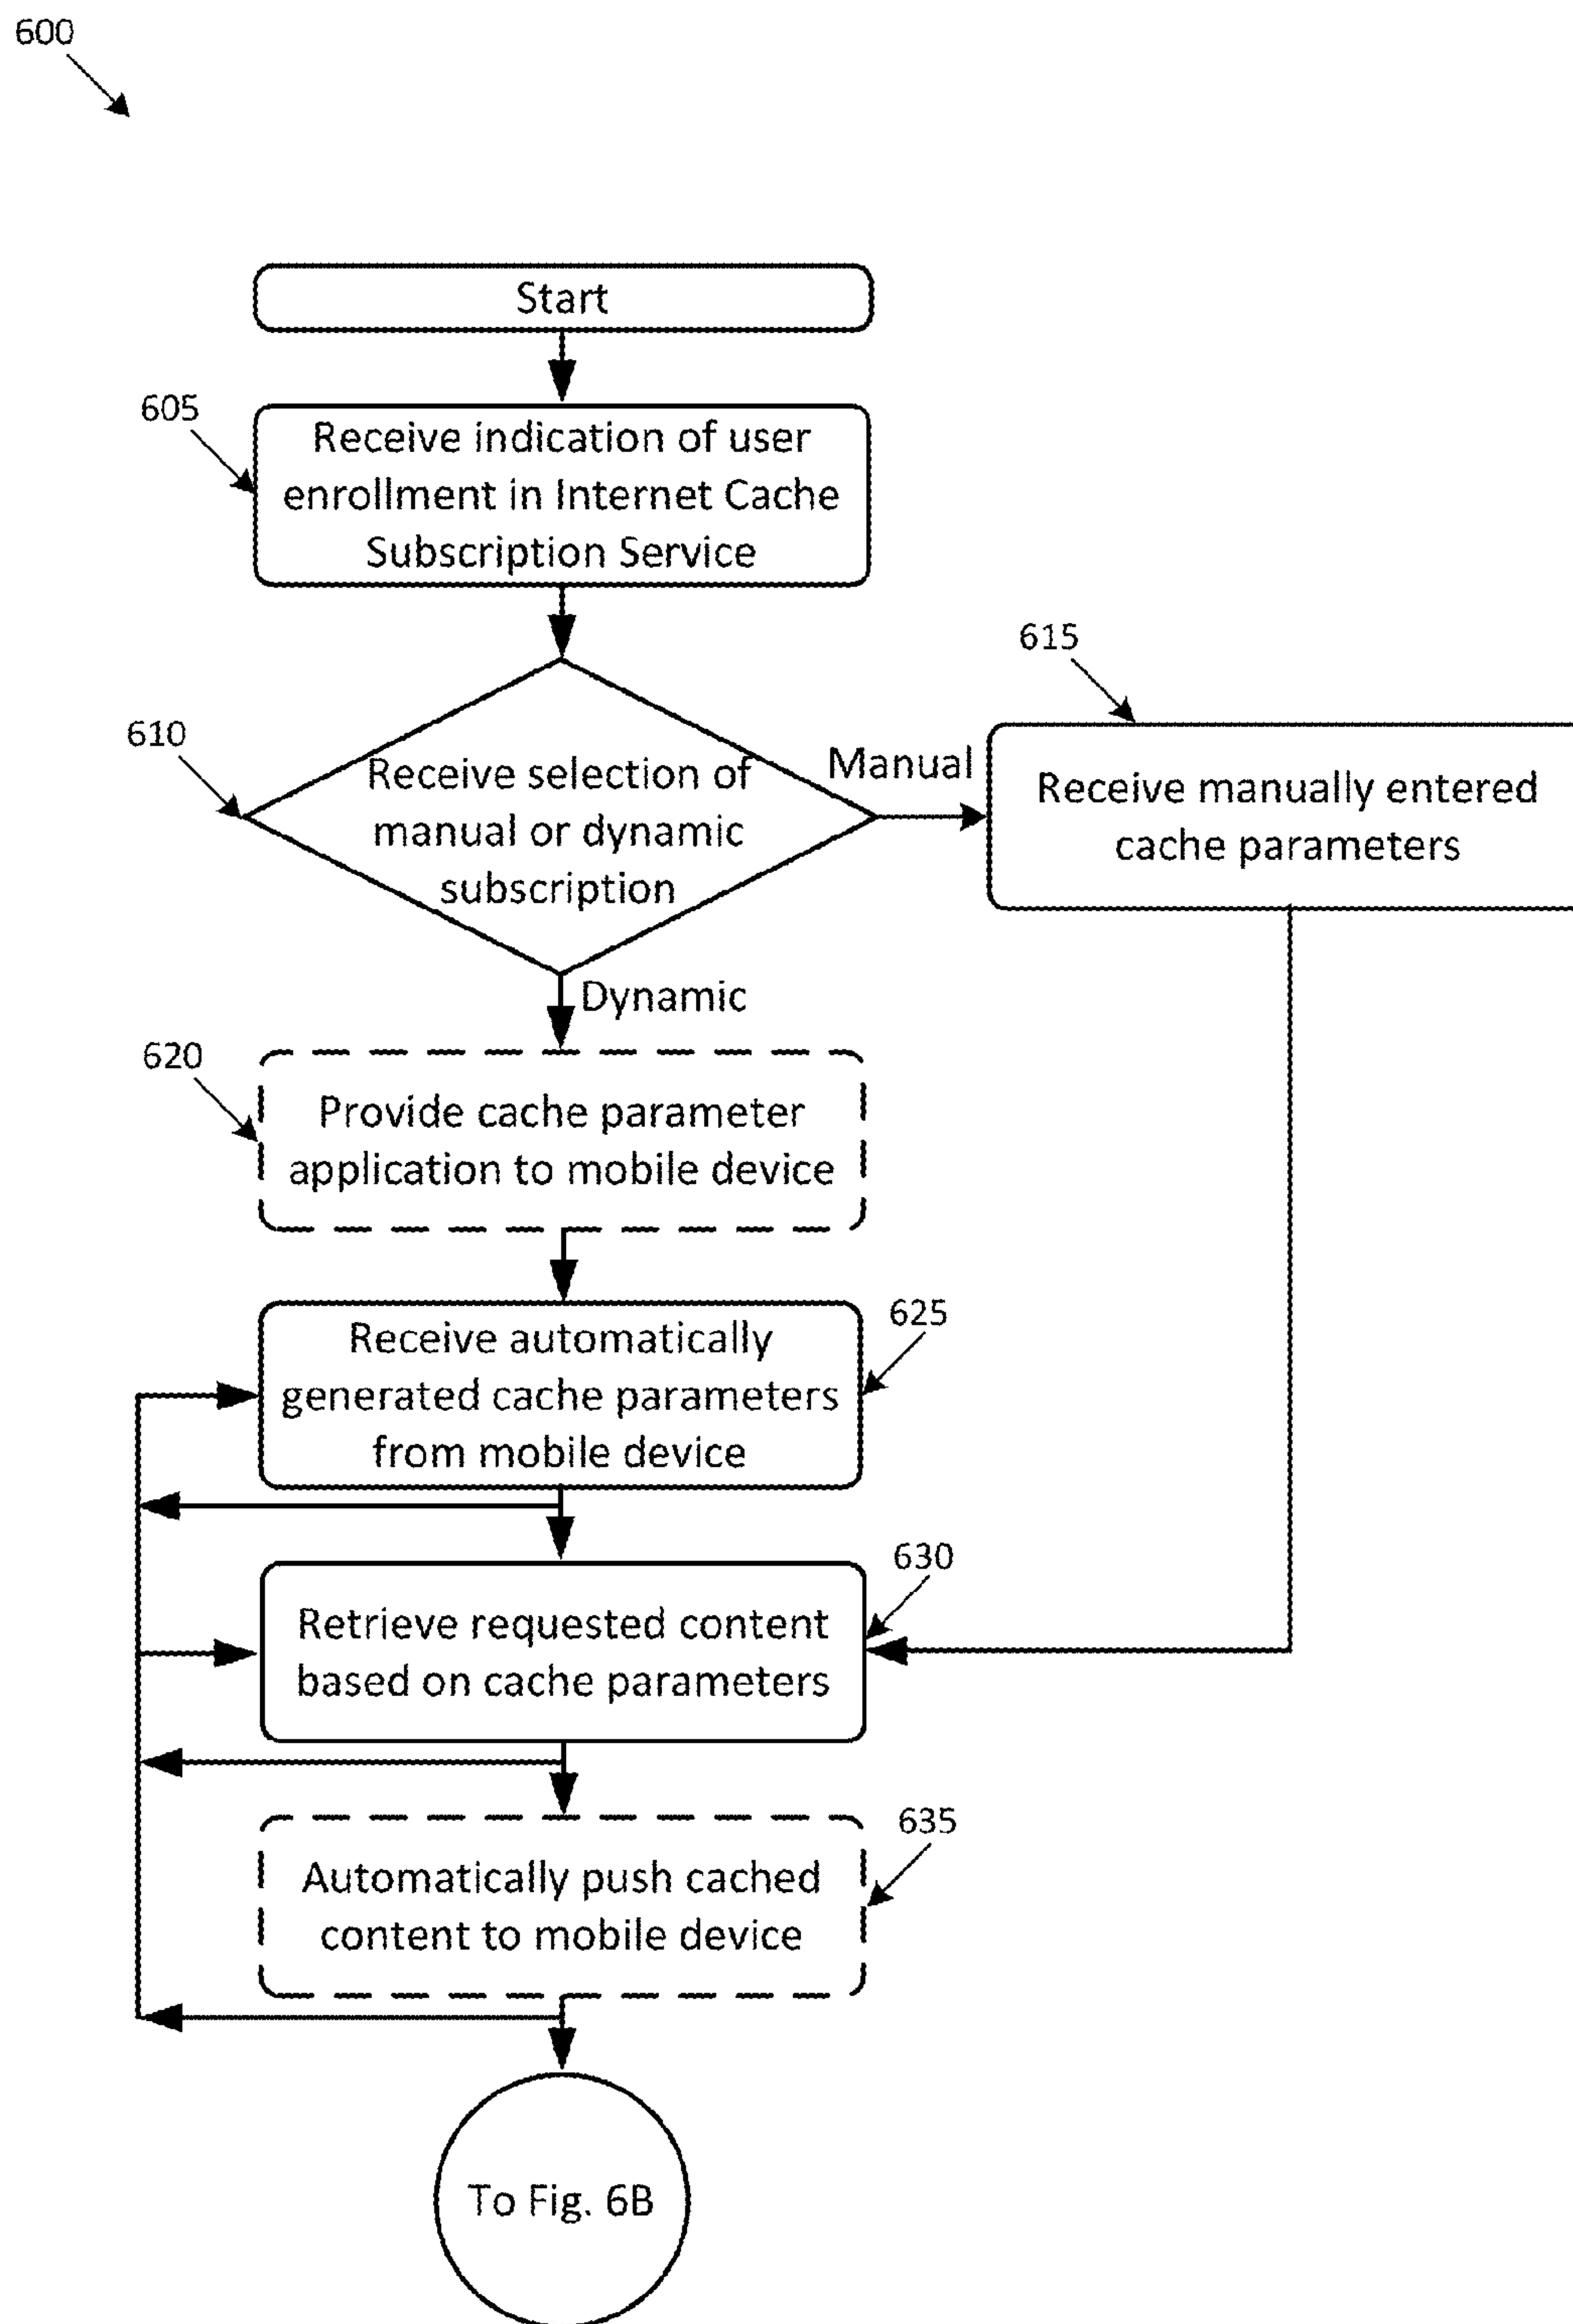 600
Start
605
Receive indication of user
enrollment in Internet Cache
Subscription Service
610
Receive selection of
manual or dynamic
subscription
Manual
615
Receive manually entered
cache parameters
Dynamic
620
Provide cache parameter
application to mobile device
625
Receive automatically
generated cache parameters
from mobile device
630
Retrieve requested content
based on cache parameters
635
Automatically push cached
content to mobile device
To Fig. 6B